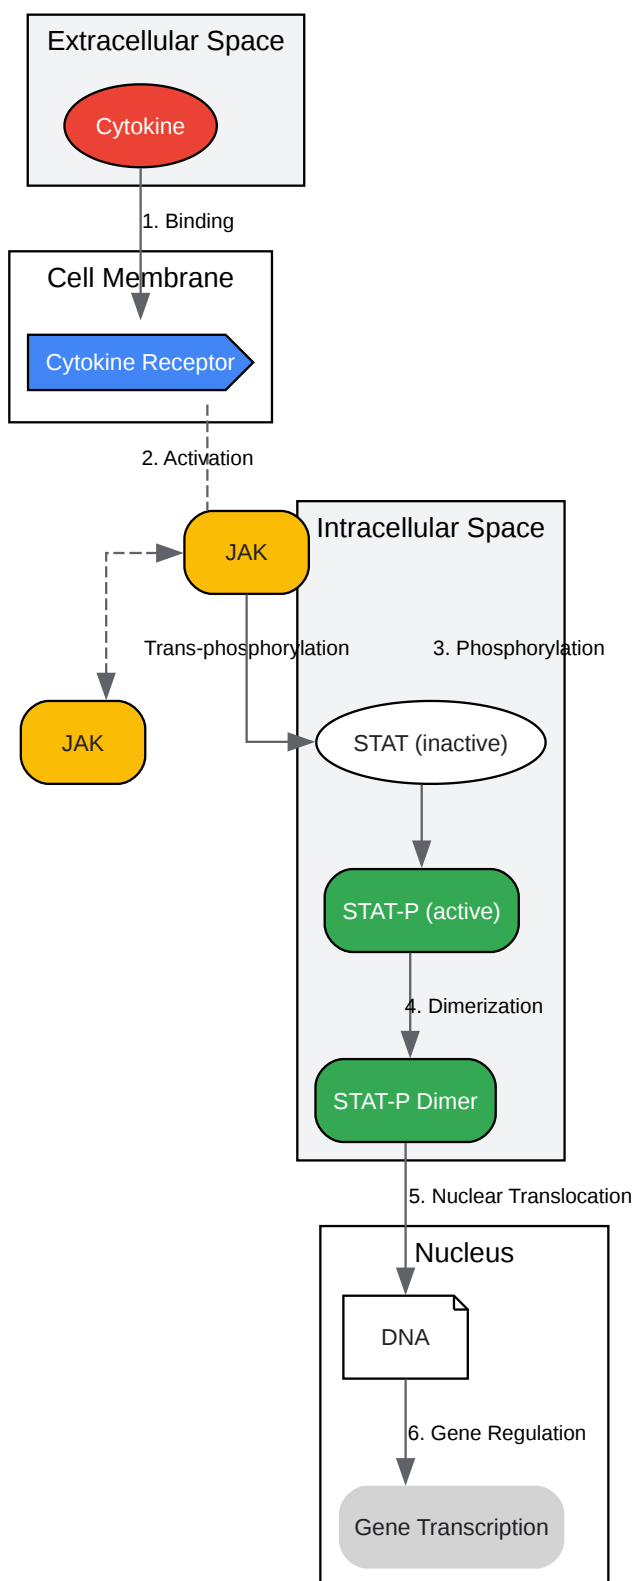 Extracellular Space
Cytokine
1. Binding
Cell Membrane
Cytokine Receptor
2. Activation
Intracellular Space
JAK
Trans-phosphorylation
3. Phosphorylation
JAK
STAT (inactive)
STAT-P (active)
4. Dimerization
STAT-P Dimer
5. Nuclear Translocation
Nucleus
DNA
6. Gene Regulation
Gene Transcription